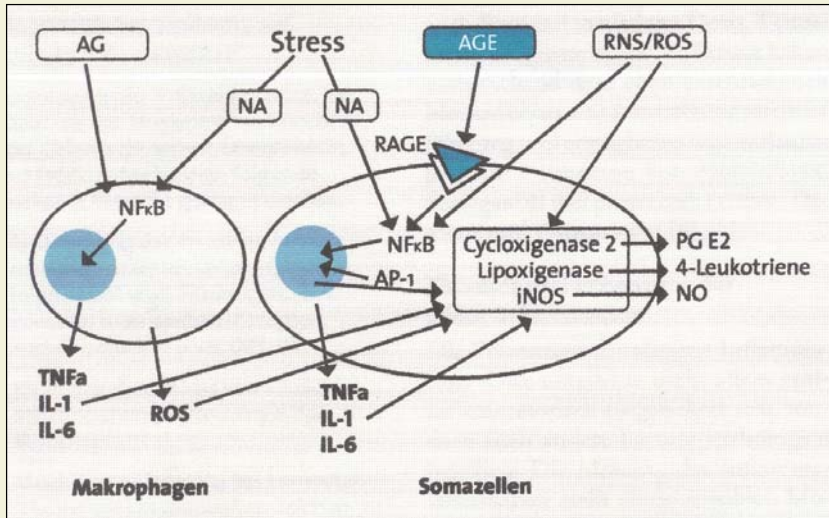 AG
Stress
AGE
RNS/ROS
NA
NA
RAGE
NFκB
NFκB
AP-1
Cycloxigenase 2
Lipoxigenase
iNOS
PG E2
4-Leukotriene
NO
TNFa
IL-1
IL-6
ROS
TNFa
IL-1
IL-6
Makrophagen
Somazellen